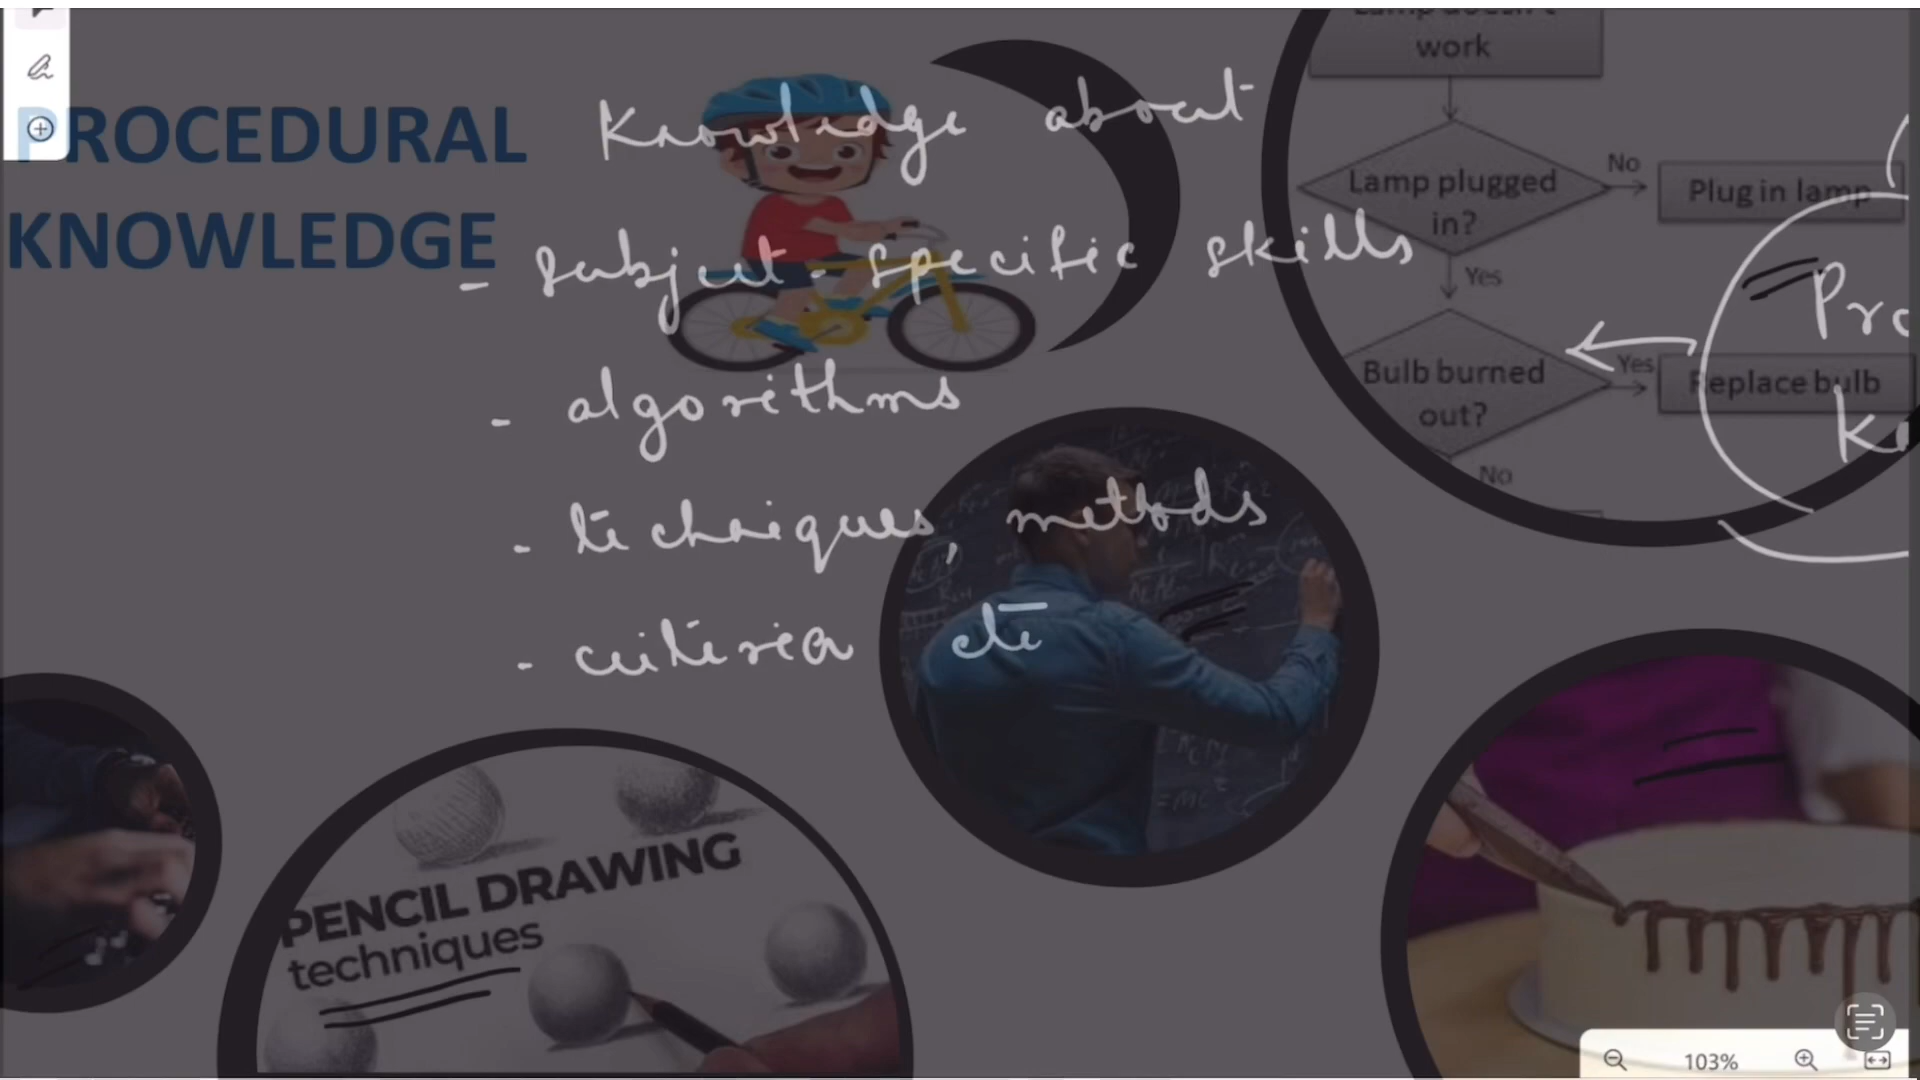 PROCEDURAL
KNOWLEDGE
Knowledge about
- subject-specific skills
- algorithms
- techniques, methods
- criteria etc
work
Lamp plugged
in?
No
Plug in lamp
Yes
Bulb burned
out?
Yes
Replace bulb
No
Pro
PENCIL DRAWING
techniques
103%